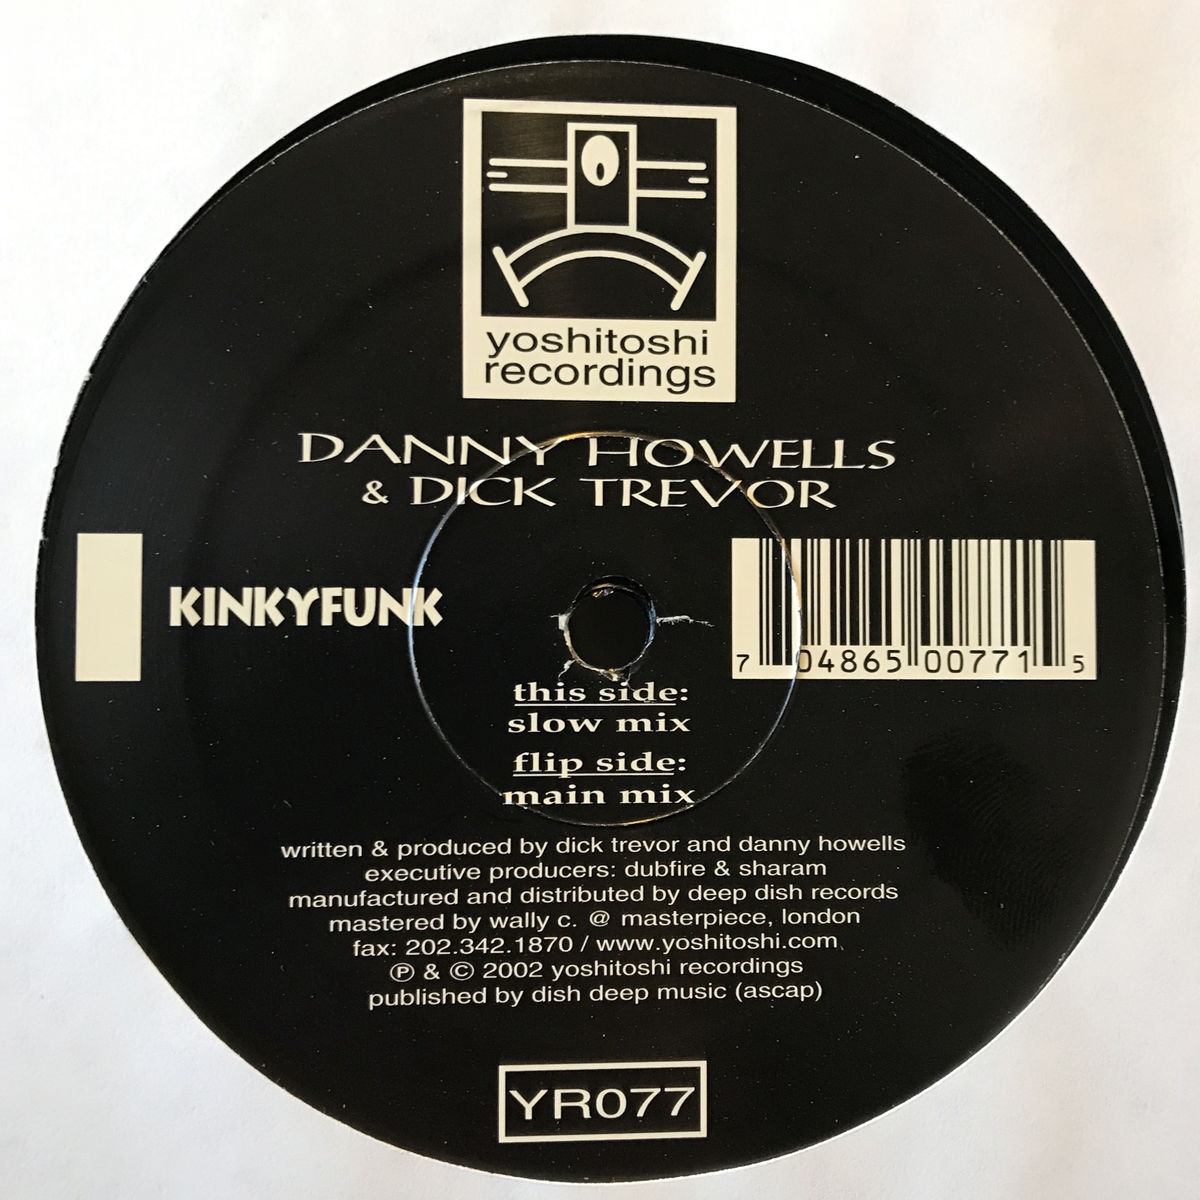 yoshitoshi
recordings
DANNY HOWELLS
& DICK TREVOR
KINKYFUNK
7 04865 00771 5
this side:
slow mix
flip side:
main mix
written & produced by dick trevor and danny howells
executive producers: dubfire & sharam
manufactured and distributed by deep dish records
mastered by wally c. @ masterpiece, london
fax: 202.342.1870 / www.yoshitoshi.com
℗ & © 2002 yoshitoshi recordings
published by dish deep music (ascap)
YR077